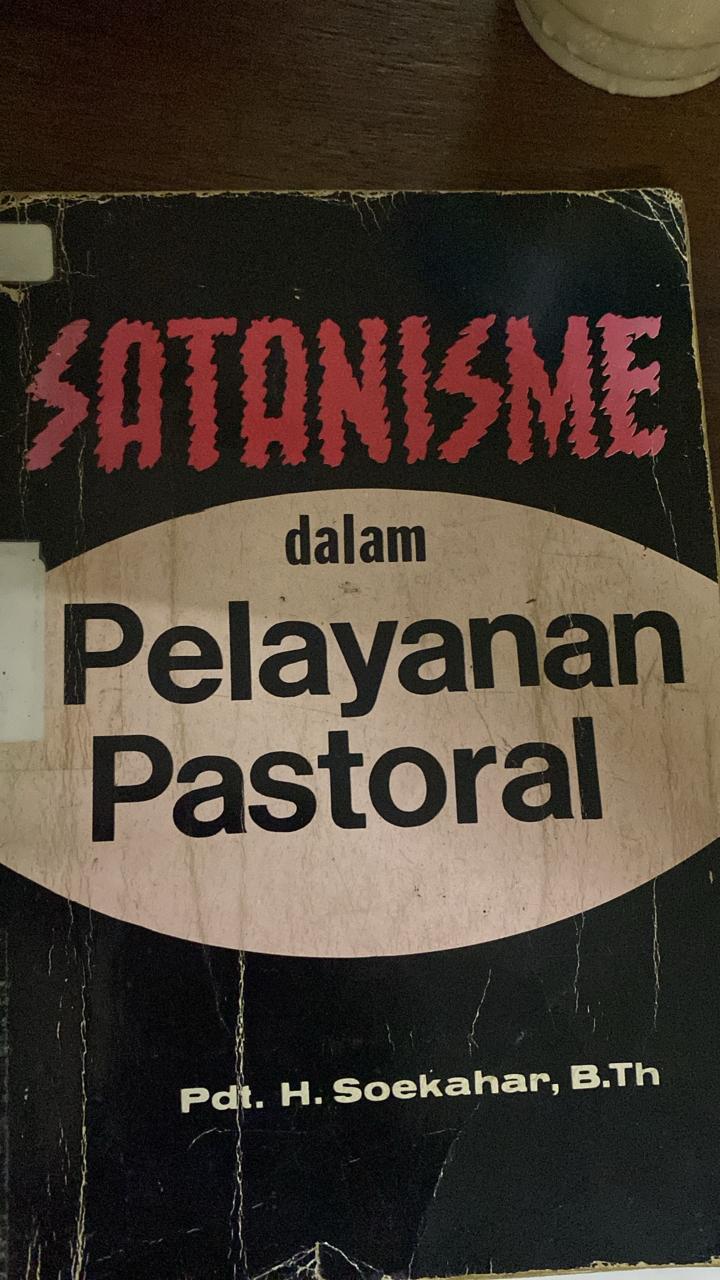 SATANISME
dalam
Pelayanan
Pastoral
Pdt. H. Soekahar, B.Th